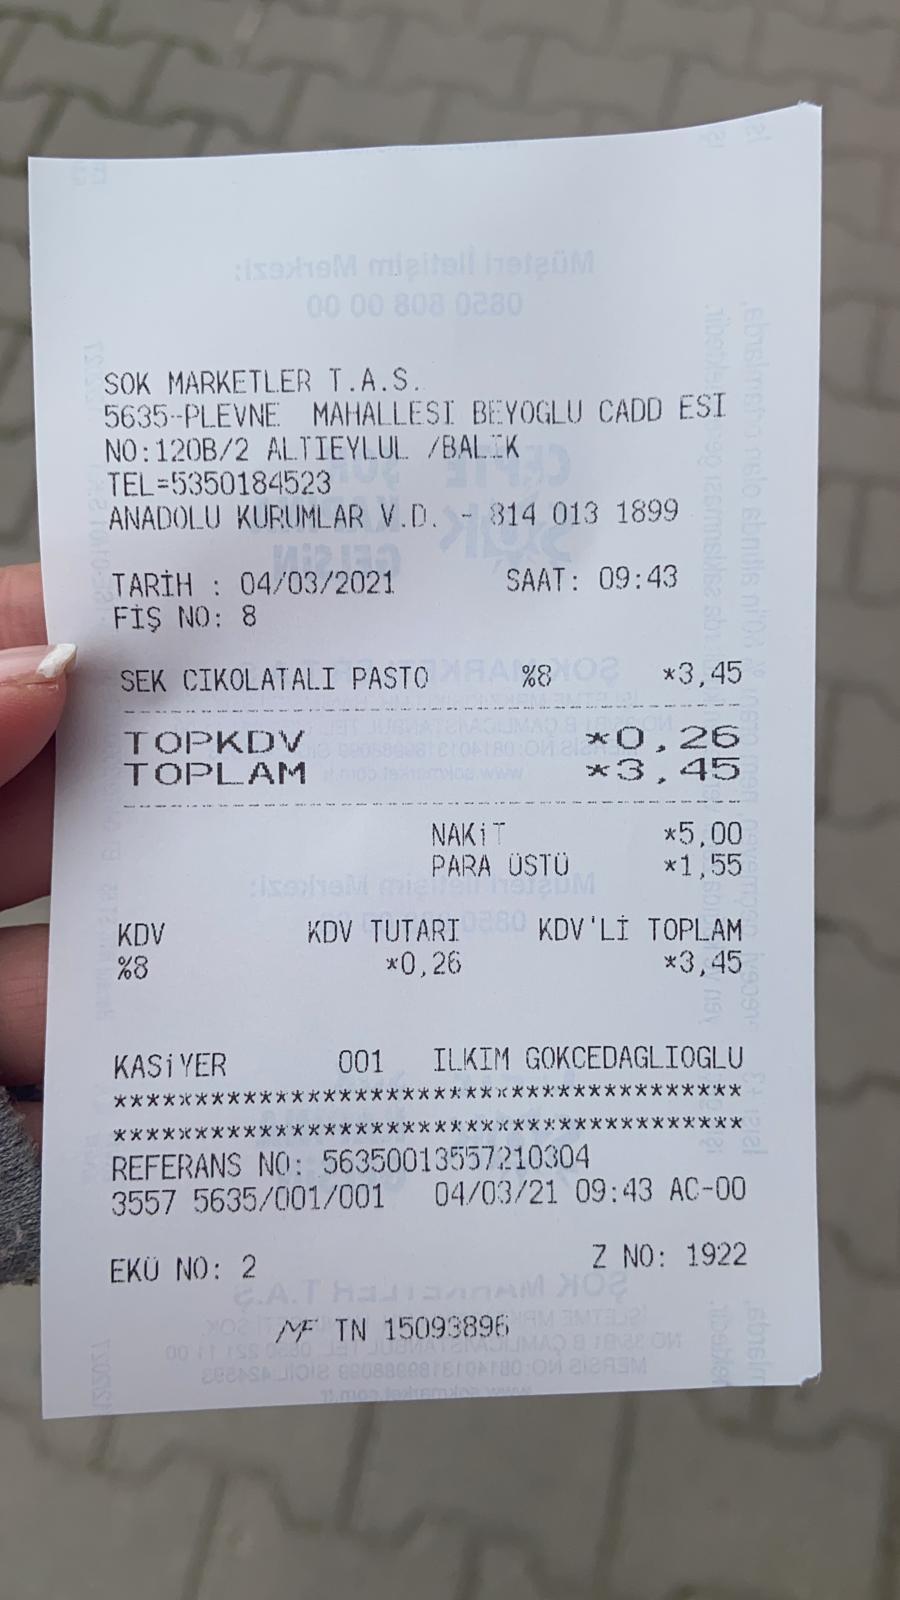 SOK MARKETLER T.A.S.
5635-PLEVNE MAHALLESI BEYOGLU CADD ESI
NO:120B/2 ALTIEYLUL /BALIK
TEL=5350184523
ANADOLU KURUMLAR V.D. - 814 013 1899
TARİH : 04/03/2021 SAAT: 09:43
FİŞ NO: 8
SEK CIKOLATALI PASTO %8 *3,45
TOPKDV *0,26
TOPLAM *3,45
NAKiT *5,00
PARA ÜSTÜ *1,55
KDV KDV TUTARI KDV'Lİ TOPLAM
%8 *0,26 *3,45
KASiYER 001 ILKIM GOKCEDAGLIOGLU
******************************************
******************************************
REFERANS NO: 56350013557210304
3557 5635/001/001 04/03/21 09:43 AC-00
EKÜ NO: 2 Z NO: 1922
MF TN 15093896